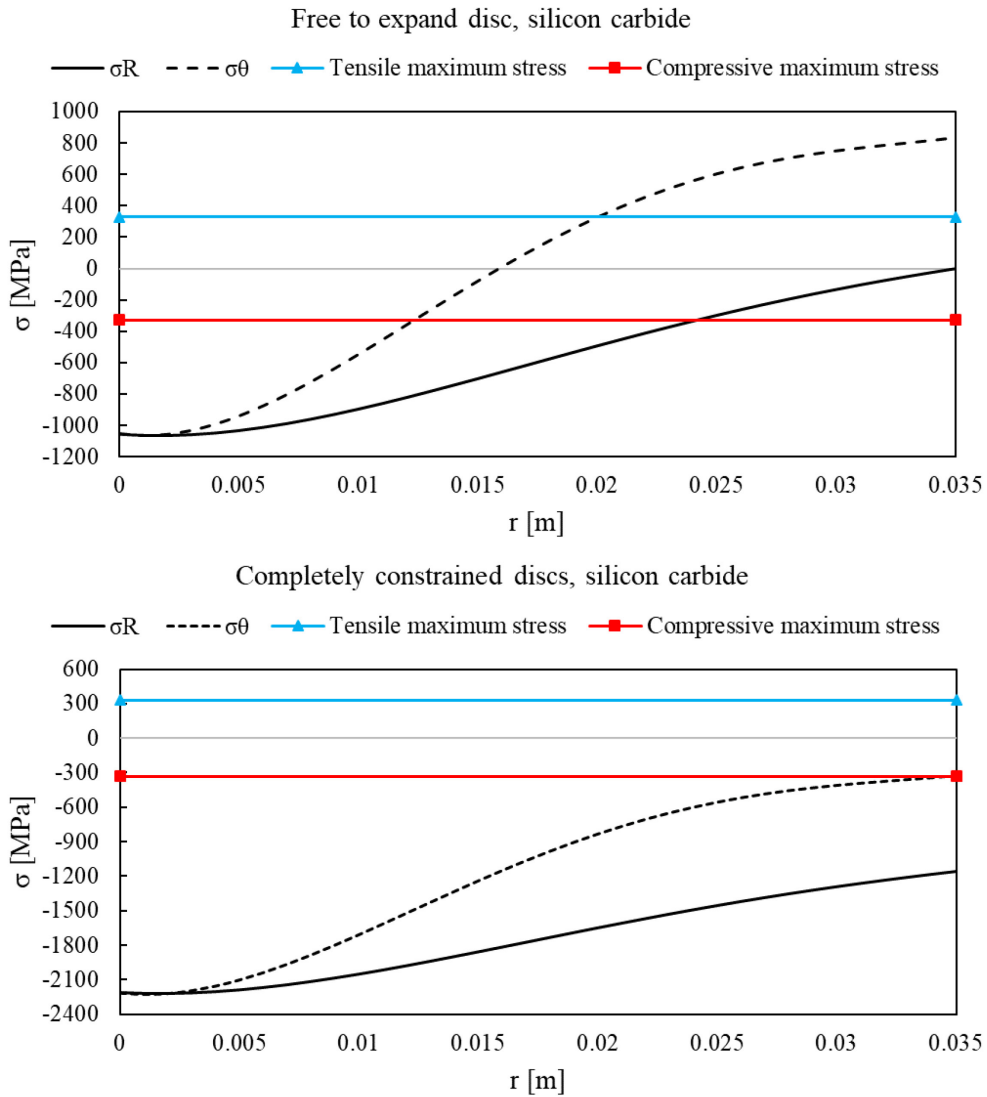 Free to expand disc, silicon carbide
σR σθ Tensile maximum stress Compressive maximum stress
1000
800
600
400
200
0
-200
-400
-600
-800
-1000
-1200
σ [MPa]
0 0.005 0.01 0.015 0.02 0.025 0.03 0.035
r [m]
Completely constrained discs, silicon carbide
σR σθ Tensile maximum stress Compressive maximum stress
600
300
0
-300
-600
-900
-1200
-1500
-1800
-2100
-2400
σ [MPa]
0 0.005 0.01 0.015 0.02 0.025 0.03 0.035
r [m]